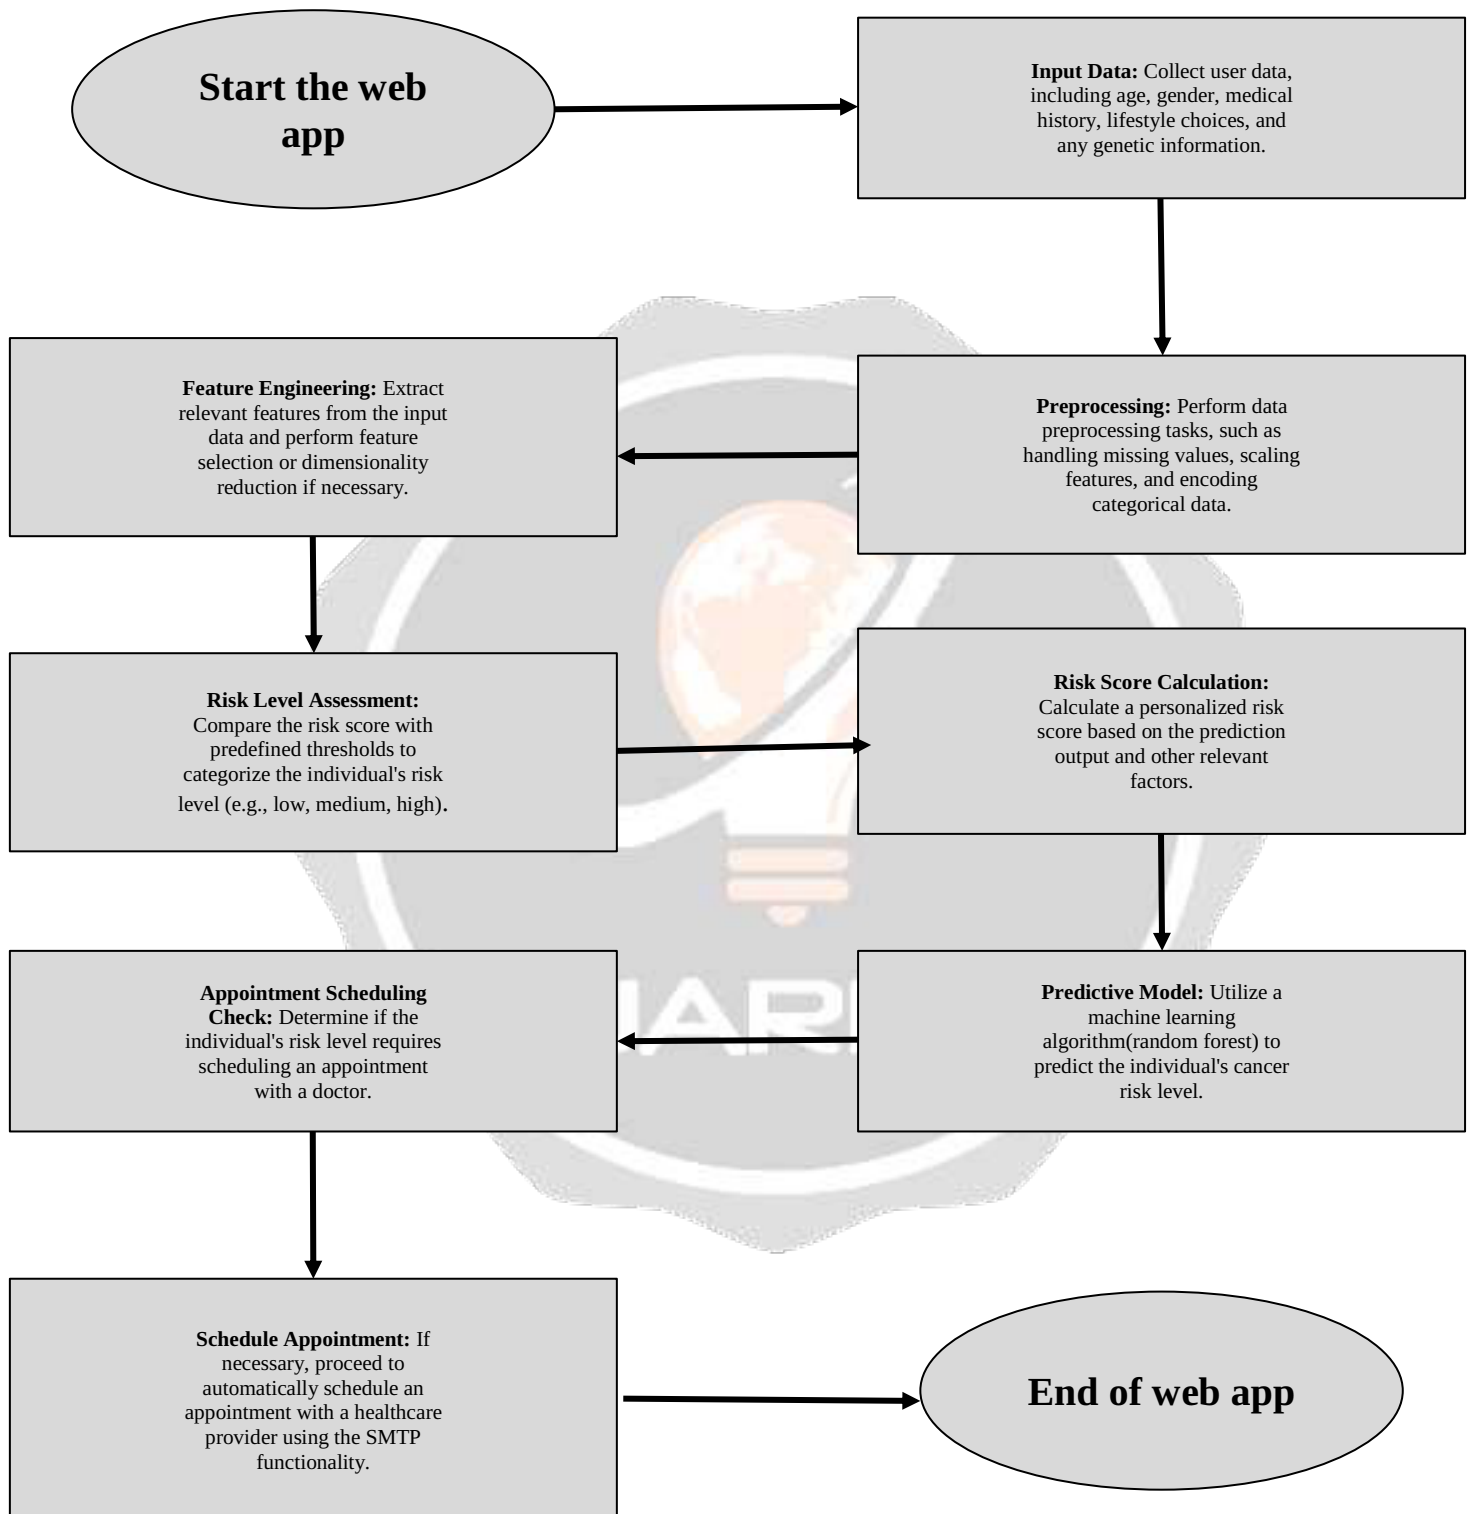 Start the web
app
Input Data: Collect user data,
including age, gender, medical
history, lifestyle choices, and
any genetic information.
Feature Engineering: Extract
relevant features from the input
data and perform feature
selection or dimensionality
reduction if necessary.
Preprocessing: Perform data
preprocessing tasks, such as
handling missing values, scaling
features, and encoding
categorical data.
Risk Level Assessment:
Compare the risk score with
predefined thresholds to
categorize the individual's risk
level (e.g., low, medium, high).
Risk Score Calculation:
Calculate a personalized risk
score based on the prediction
output and other relevant
factors.
Appointment Scheduling
Check: Determine if the
individual's risk level requires
scheduling an appointment
with a doctor.
Predictive Model: Utilize a
machine learning
algorithm(random forest) to
predict the individual's cancer
risk level.
Schedule Appointment: If
necessary, proceed to
automatically schedule an
appointment with a healthcare
provider using the SMTP
functionality.
End of web app